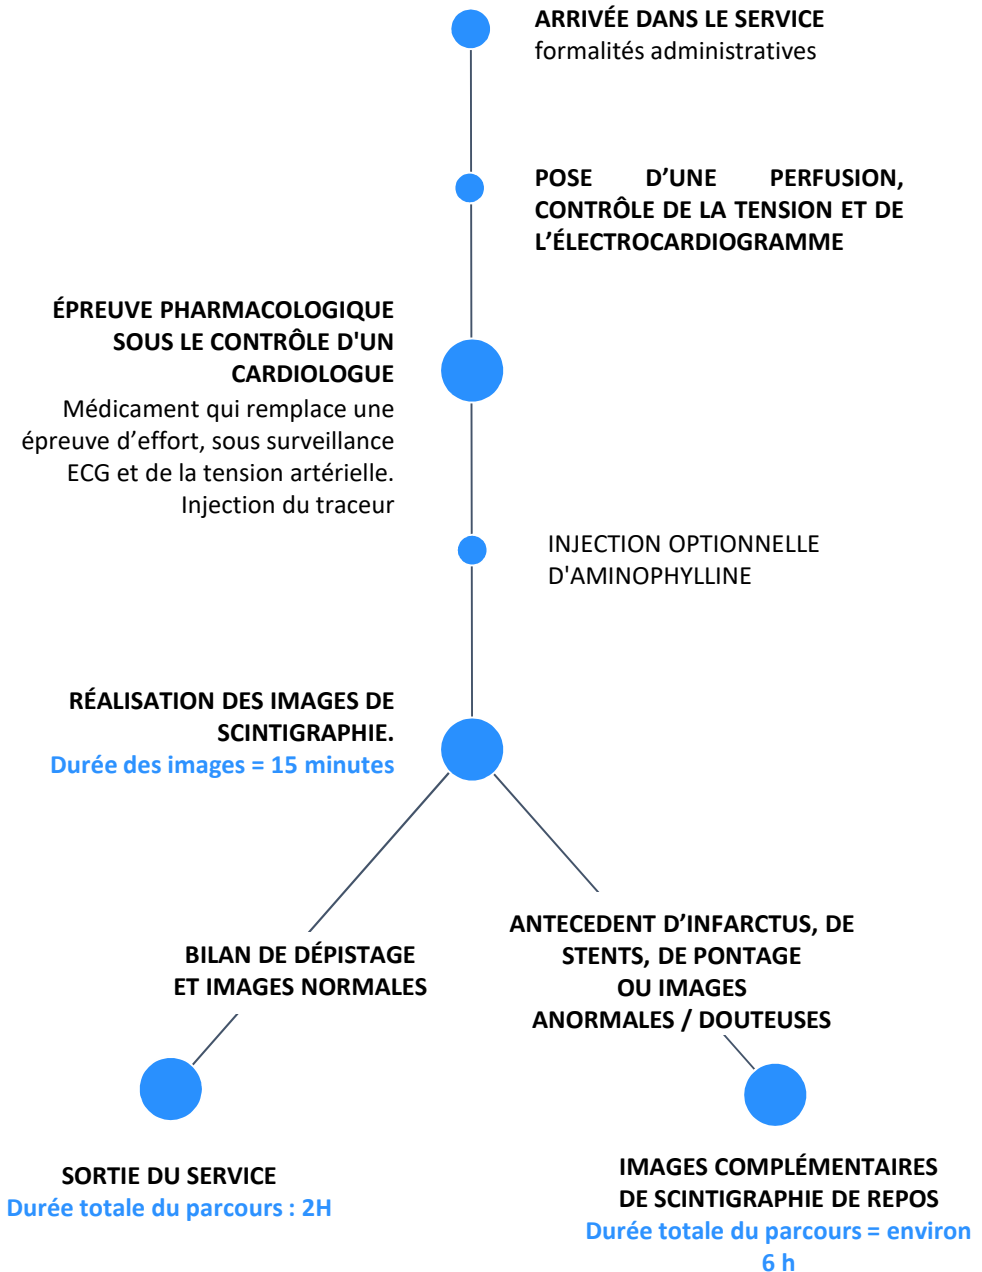 ARRIVÉE DANS LE SERVICE
formalités administratives
POSE D’UNE PERFUSION,
CONTRÔLE DE LA TENSION ET DE
L’ÉLECTROCARDIOGRAMME
ÉPREUVE PHARMACOLOGIQUE
SOUS LE CONTRÔLE D'UN
CARDIOLOGUE
Médicament qui remplace une
épreuve d’effort, sous surveillance
ECG et de la tension artérielle.
Injection du traceur
INJECTION OPTIONNELLE
D'AMINOPHYLLINE
RÉALISATION DES IMAGES DE
SCINTIGRAPHIE.
Durée des images = 15 minutes
BILAN DE DÉPISTAGE
ET IMAGES NORMALES
ANTECEDENT D’INFARCTUS, DE
STENTS, DE PONTAGE
OU IMAGES
ANORMALES / DOUTEUSES
SORTIE DU SERVICE
Durée totale du parcours : 2H
IMAGES COMPLÉMENTAIRES
DE SCINTIGRAPHIE DE REPOS
Durée totale du parcours = environ
6 h